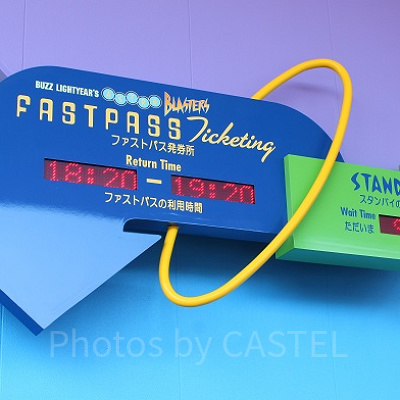 BUZZ LIGHTYEAR'S
BLASTERS
FASTPASS Ticketing
ファストパス発券所
Return Time
18:20 - 19:20
ファストパスの利用時間
STAND
スタンバイの
Wait Time
ただいま
Photos by CASTEL